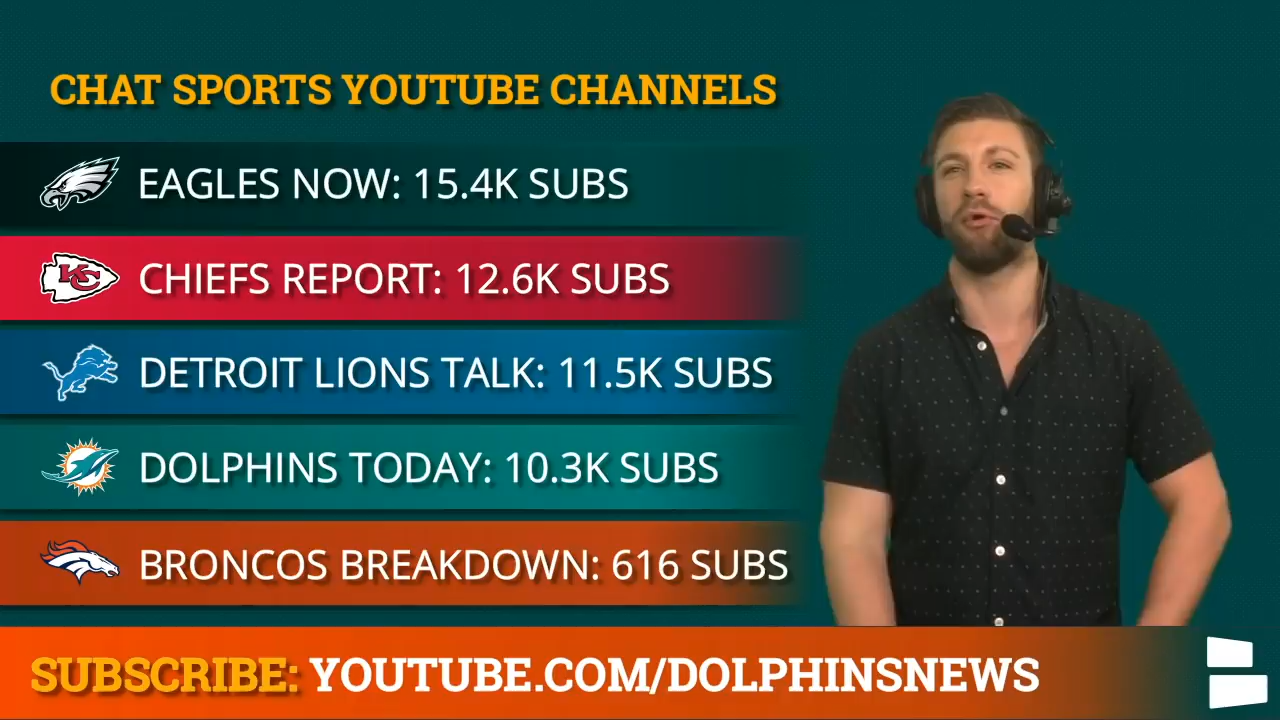 CHAT SPORTS YOUTUBE CHANNELS
EAGLES NOW: 15.4K SUBS
KC
CHIEFS REPORT: 12.6K SUBS
DETROIT LIONS TALK: 11.5K SUBS
DOLPHINS TODAY: 10.3K SUBS
BRONCOS BREAKDOWN: 616 SUBS
SUBSCRIBE: YOUTUBE.COM/DOLPHINSNEWS